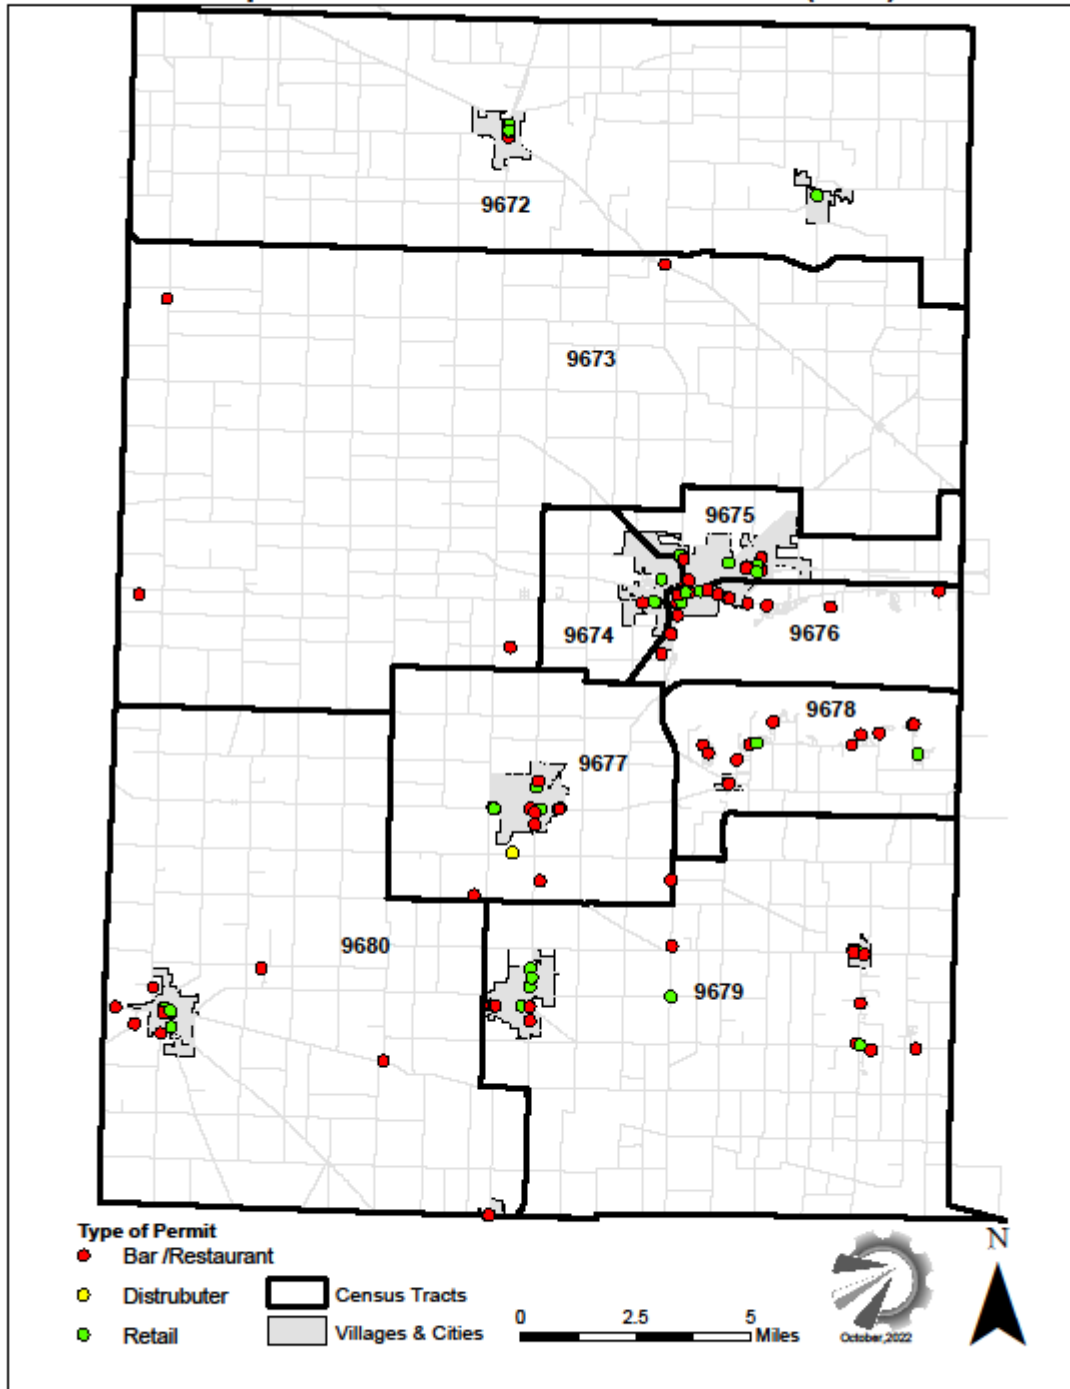 9672
9673
9675
9674
9676
9678
9677
9680
9679
Type of Permit
Bar /Restaurant
Distrubuter
Retail
Census Tracts
Villages & Cities
0 2.5 5
Miles
October,2022
N